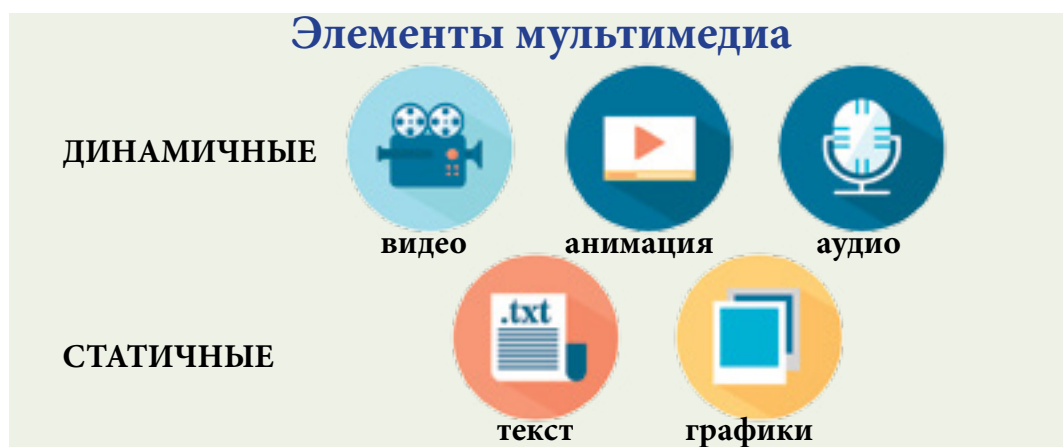 Элементы мультимедиа
ДИНАМИЧНЫЕ
видео анимация аудио
.txt
СТАТИЧНЫЕ
текст графики